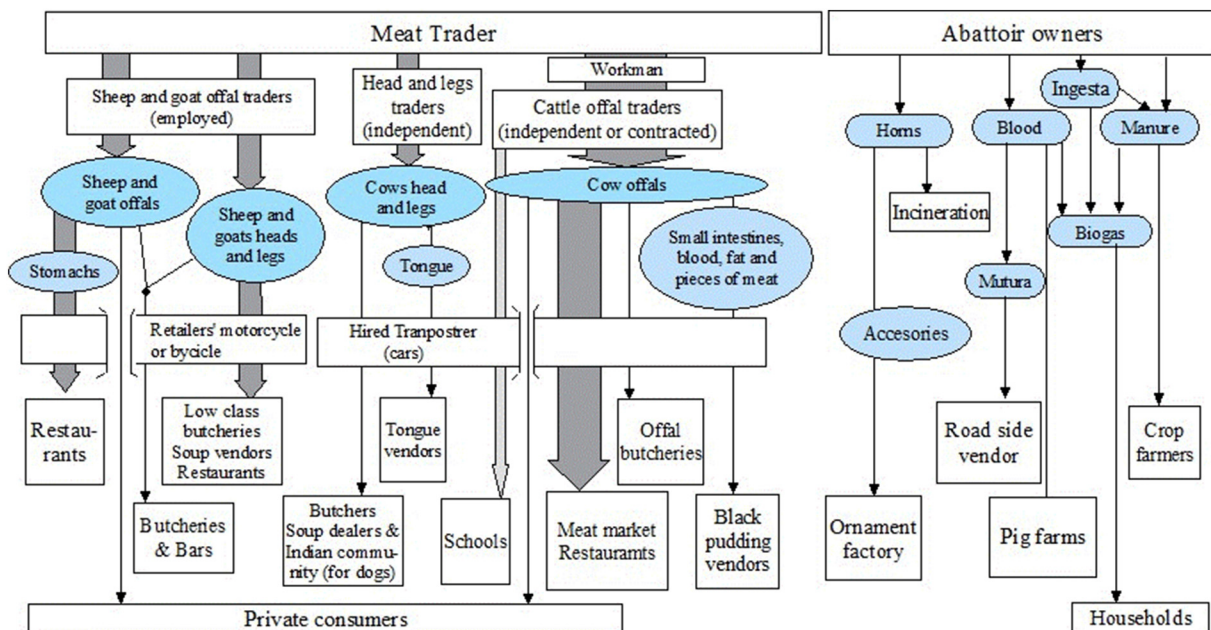 Meat Trader
Abattoir owners
Sheep and goat offal traders
(employed)
Head and legs
traders
(independent)
Workman
Cattle offal traders
(independent or contracted)
Ingesta
Horns
Blood
Manure
Sheep and
goat offals
Sheep and
goats heads
and legs
Cows head
and legs
Cow offals
Incineration
Biogas
Stomachs
Tongue
Small intestines,
blood, fat and
pieces of meat
Mutura
Retailers' motorcycle
or bycicle
Hired Tranpostrer
(cars)
Accesories
Restau-
rants
Low class
butcheries
Soup vendors
Restaurants
Tongue
vendors
Offal
butcheries
Road side
vendor
Crop
farmers
Butcheries
& Bars
Butchers
Soup dealers &
Indian commu-
nity (for dogs)
Schools
Meat market
Restauramts
Black
pudding
vendors
Ornament
factory
Pig farms
Private consumers
Households